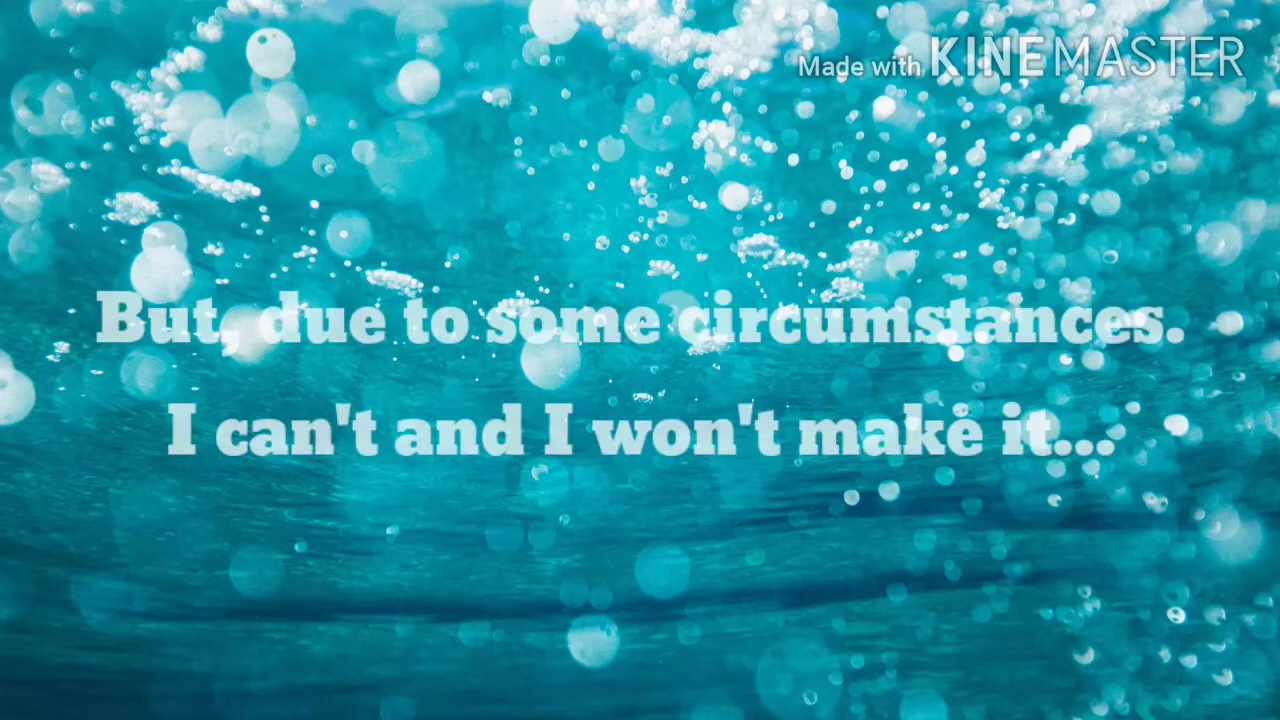 Made with KINEMASTER
But, due to some circumstances.
I can't and I won't make it...